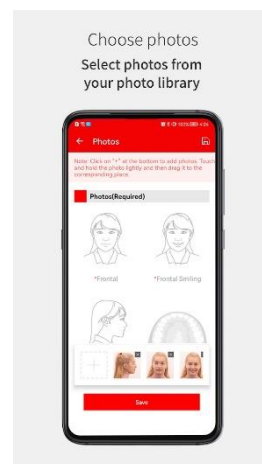 Choose photos
Select photos from
your photo library
Photos
Note: Click on "+" at the bottom to add photos. Touch
and hold the photo lightly and then drag it to the
corresponding place.
Photos(Required)
*Frontal
*Frontal Smiling
Save